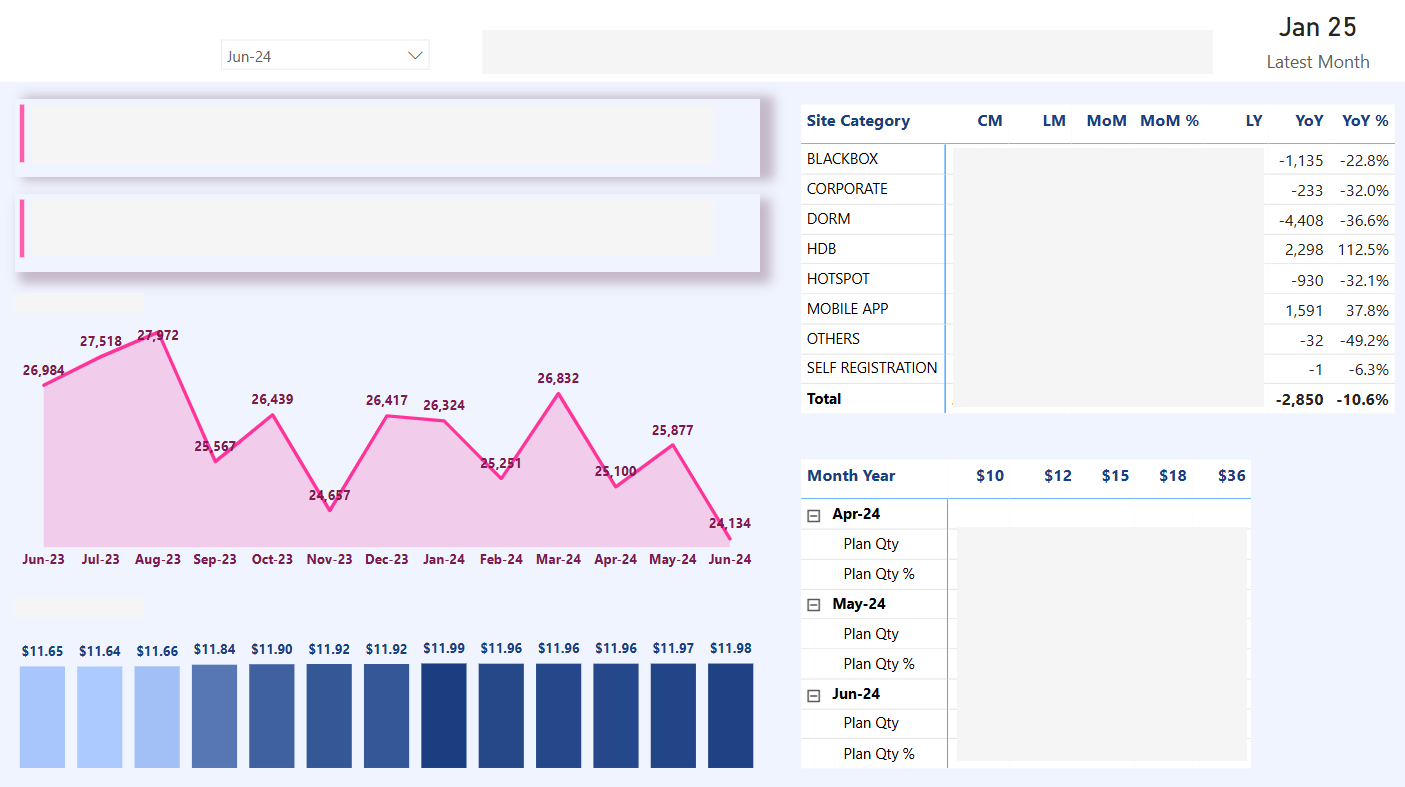 Jan 25
Jun-24
Latest Month
Site Category CM LM MoM MoM % LY YoY YoY %
BLACKBOX -1,135 -22.8%
CORPORATE -233 -32.0%
DORM -4,408 -36.6%
HDB 2,298 112.5%
HOTSPOT -930 -32.1%
MOBILE APP 1,591 37.8%
OTHERS -32 -49.2%
SELF REGISTRATION -1 -6.3%
Total -2,850 -10.6%
26,984 27,518 27,972 25,567 26,439 24,657 26,417 26,324 25,251 26,832 25,100 25,877 24,134
Jun-23 Jul-23 Aug-23 Sep-23 Oct-23 Nov-23 Dec-23 Jan-24 Feb-24 Mar-24 Apr-24 May-24 Jun-24
$11.65 $11.64 $11.66 $11.84 $11.90 $11.92 $11.92 $11.99 $11.96 $11.96 $11.96 $11.97 $11.98
Month Year $10 $12 $15 $18 $36
Apr-24
Plan Qty
Plan Qty %
May-24
Plan Qty
Plan Qty %
Jun-24
Plan Qty
Plan Qty %